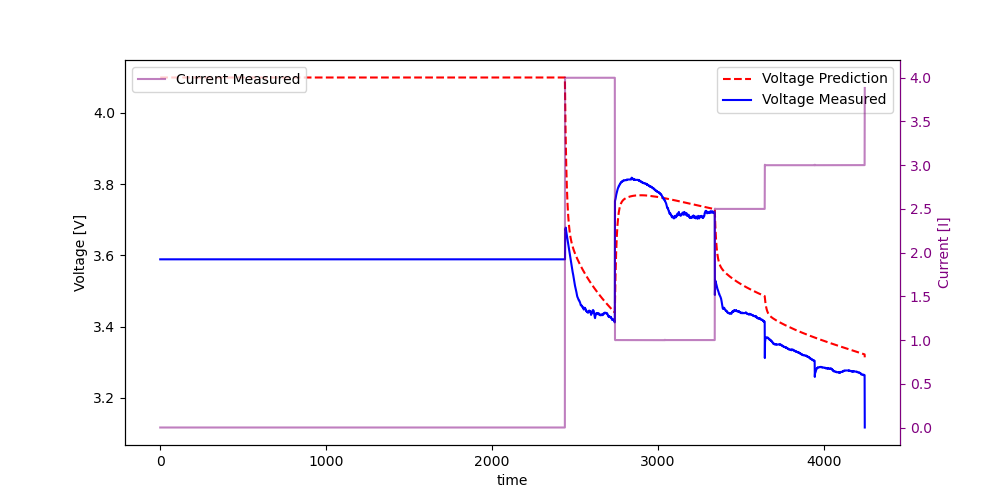 Current Measured
Voltage Prediction
Voltage Measured
Voltage [V]
4.0
3.8
3.6
3.4
3.2
4.0
3.5
3.0
2.5
2.0
1.5
1.0
0.5
0.0
Current [I]
0 1000 2000 3000 4000
time